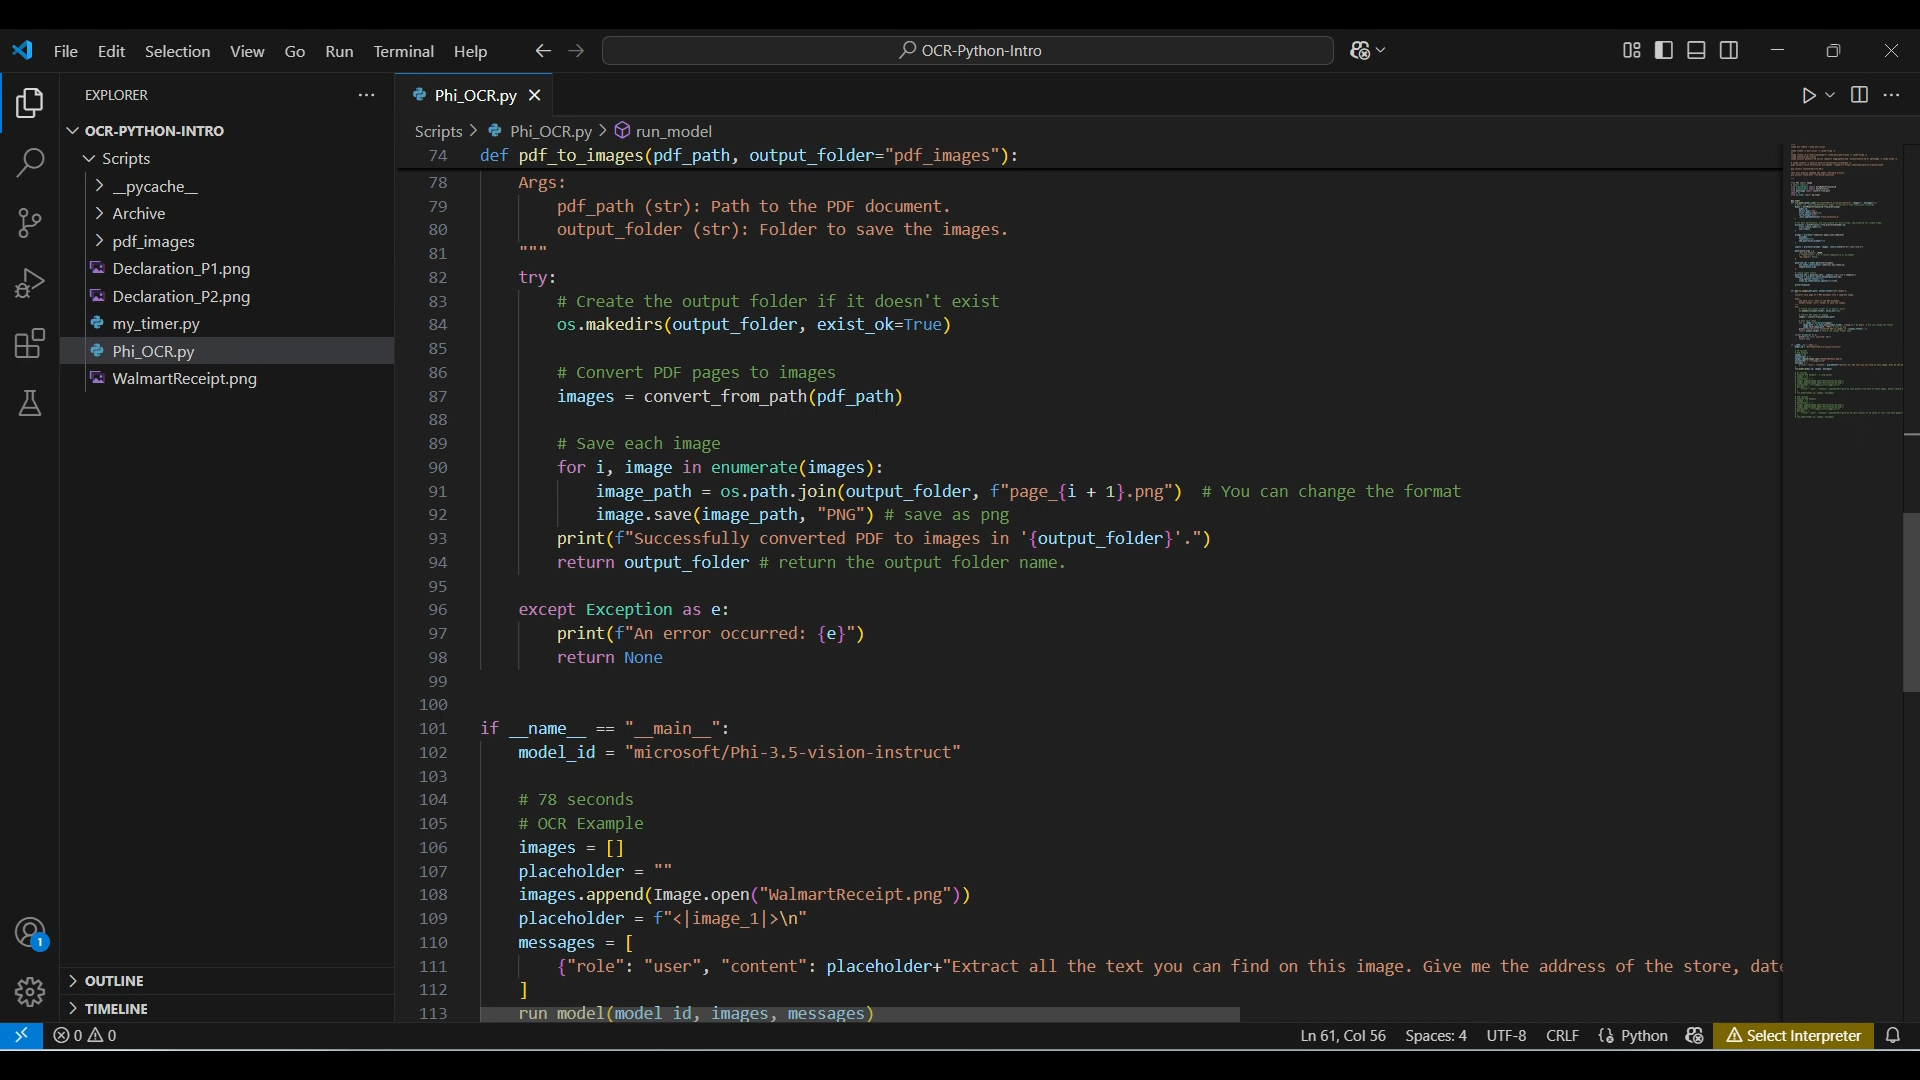 File Edit Selection View Go Run Terminal Help OCR-Python-Intro
EXPLORER
OCR-PYTHON-INTRO
Scripts
__pycache__
Archive
pdf_images
Declaration_P1.png
Declaration_P2.png
my_timer.py
Phi_OCR.py
WalmartReceipt.png
OUTLINE
TIMELINE
1
Phi_OCR.py
Scripts > Phi_OCR.py > run_model
74 def pdf_to_images(pdf_path, output_folder="pdf_images"):
78 Args:
79 pdf_path (str): Path to the PDF document.
80 output_folder (str): Folder to save the images.
81 """
82 try:
83 # Create the output folder if it doesn't exist
84 os.makedirs(output_folder, exist_ok=True)
85
86 # Convert PDF pages to images
87 images = convert_from_path(pdf_path)
88
89 # Save each image
90 for i, image in enumerate(images):
91 image_path = os.path.join(output_folder, f"page_{i + 1}.png") # You can change the format
92 image.save(image_path, "PNG") # save as png
93 print(f"Successfully converted PDF to images in '{output_folder}'.")
94 return output_folder # return the output folder name.
95
96 except Exception as e:
97 print(f"An error occurred: {e}")
98 return None
99
100
101 if __name__ == "__main__":
102 model_id = "microsoft/Phi-3.5-vision-instruct"
103
104 # 78 seconds
105 # OCR Example
106 images = []
107 placeholder = ""
108 images.append(Image.open("WalmartReceipt.png"))
109 placeholder = f"<|image_1|>\n"
110 messages = [
111 {"role": "user", "content": placeholder+"Extract all the text you can find on this image. Give me the address of the store, date
112 ]
113 run_model(model_id, images, messages)
0 0 Ln 61, Col 56 Spaces: 4 UTF-8 CRLF {} Python Select Interpreter